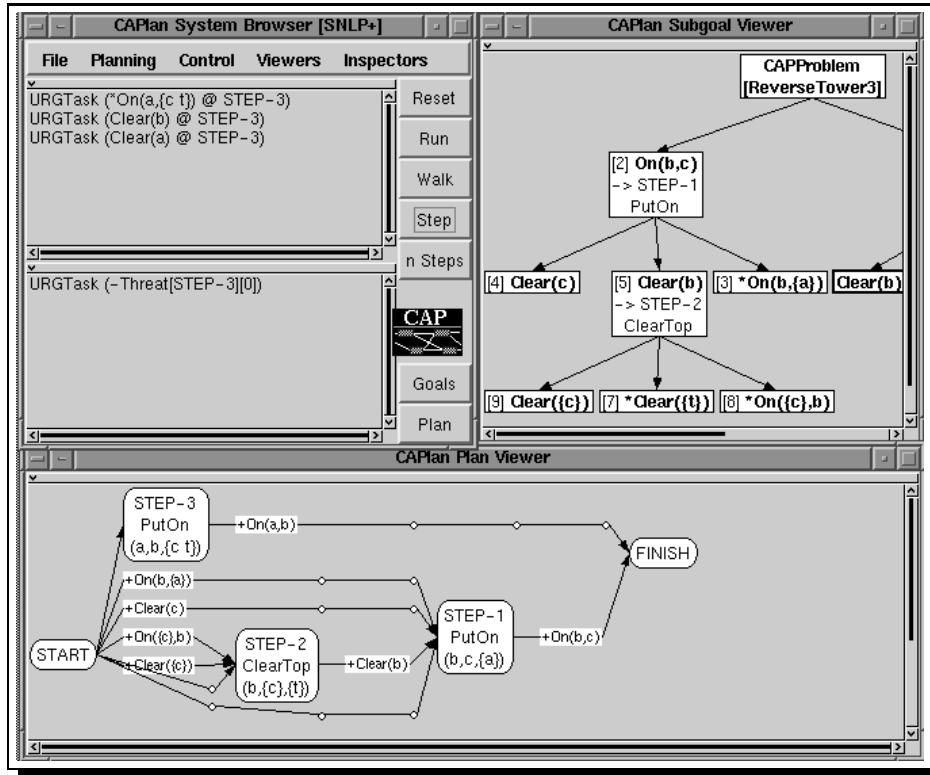 CAPlan System Browser [SNLP+]
File Planning Control Viewers Inspectors
URGTask (*On(a,{c t}) @ STEP-3)
URGTask (Clear(b) @ STEP-3)
URGTask (Clear(a) @ STEP-3)
URGTask (-Threat[STEP-3][0])
Reset
Run
Walk
Step
n Steps
CAP
Goals
Plan
CAPlan Subgoal Viewer
CAPProblem
[ReverseTower3]
[2] On(b,c)
-> STEP-1
PutOn
[4] Clear(c)
[5] Clear(b)
-> STEP-2
ClearTop
[3] *On(b,{a})
Clear(b)
[9] Clear({c})
[7] *Clear({t})
[8] *On({c},b)
CAPlan Plan Viewer
STEP-3
PutOn
(a,b,{c t})
+On(a,b)
FINISH
+On(b,{a})
+Clear(c)
+On({c},b)
+Clear({c})
START
STEP-2
ClearTop
(b,{c},{t})
+Clear(b)
STEP-1
PutOn
(b,c,{a})
+On(b,c)